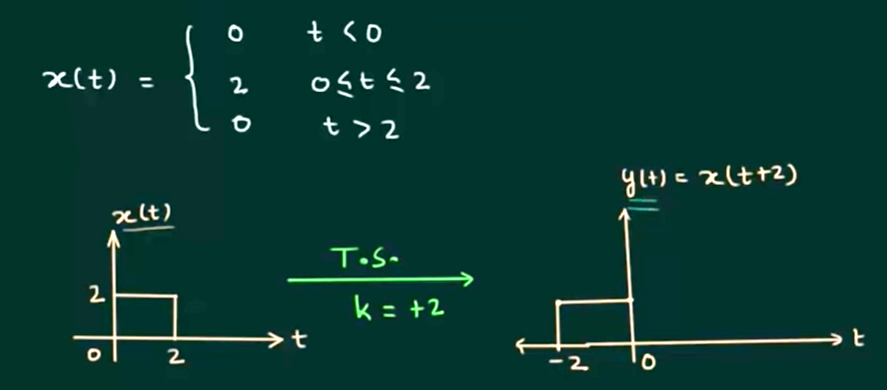 0 t < 0
x(t) = { 2 0 ≤ t ≤ 2
0 t > 2
y(t) = x(t+2)
x(t)
T.S.
2
k = +2
t
t
0 2
-2 0